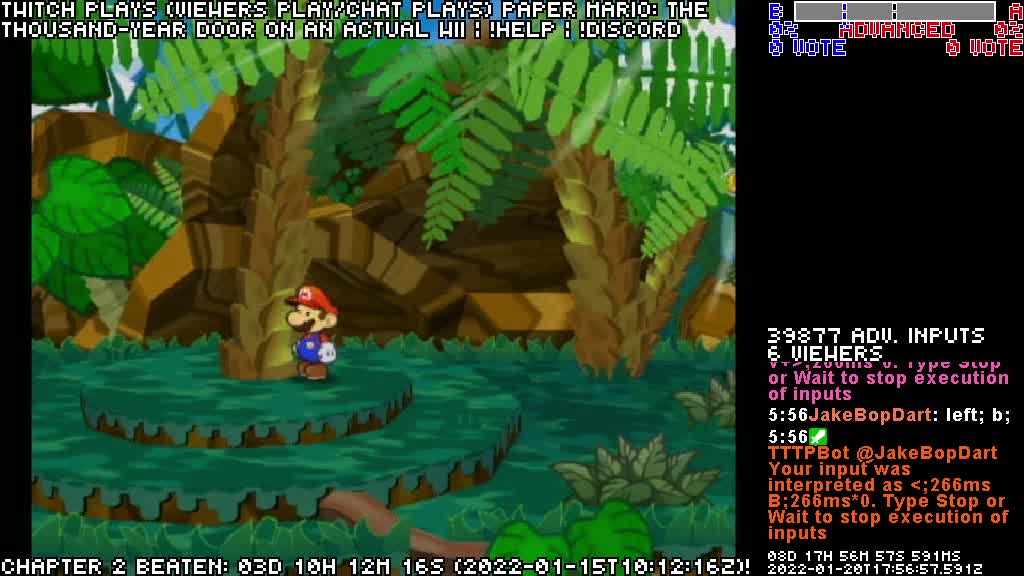 TWITCH PLAYS (VIEWERS PLAY/CHAT PLAYS) PAPER MARIO: THE
THOUSAND-YEAR DOOR ON AN ACTUAL WII ¦ !HELP ¦ !DISCORD
B A
0% ADVANCED 0%
0 VOTE 0 VOTE
39877 ADV. INPUTS
6 VIEWERS
or Wait to stop execution
of inputs
5:56JakeBopDart: left; b;
5:56
TTTPBot @JakeBopDart
Your input was
interpreted as <;266ms
B;266ms*0. Type Stop or
Wait to stop execution of
inputs
08D 17H 56M 57S 591MS
2022-01-20T17:56:57.591Z
CHAPTER 2 BEATEN: 03D 10H 12M 16S (2022-01-15T10:12:16Z)!